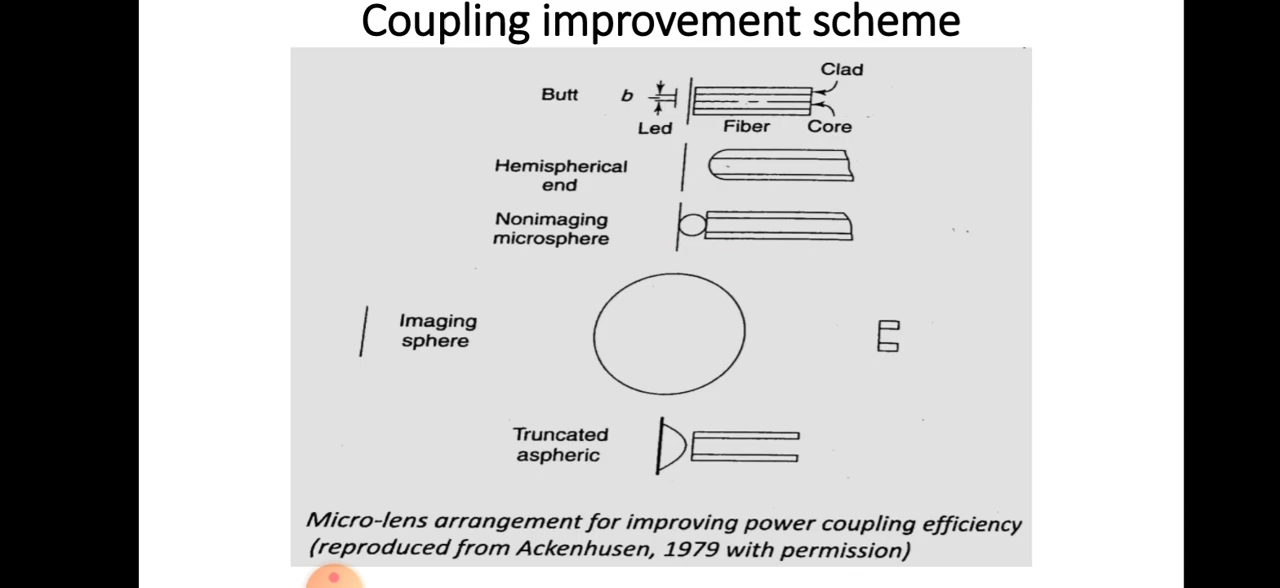 Coupling improvement scheme
Clad
Butt b
Led Fiber Core
Hemispherical
end
Nonimaging
microsphere
Imaging
sphere
Truncated
aspheric
Micro-lens arrangement for improving power coupling efficiency
(reproduced from Ackenhusen, 1979 with permission)